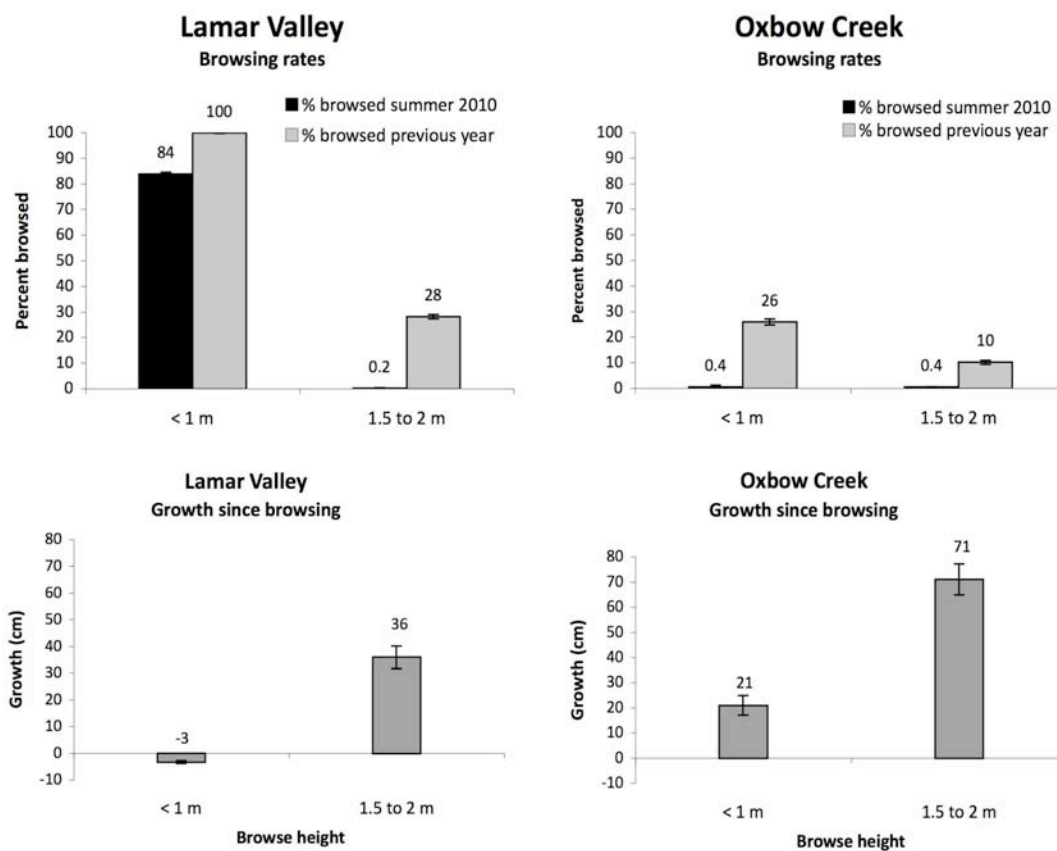 Lamar Valley
Browsing rates
% browsed summer 2010
% browsed previous year
Percent browsed
100
90
80
70
60
50
40
30
20
10
0
84
100
0.2
28
< 1 m
1.5 to 2 m
Oxbow Creek
Browsing rates
% browsed summer 2010
% browsed previous year
Percent browsed
100
90
80
70
60
50
40
30
20
10
0
0.4
26
0.4
10
< 1 m
1.5 to 2 m
Lamar Valley
Growth since browsing
Growth (cm)
80
70
60
50
40
30
20
10
0
-10
-3
36
< 1 m
1.5 to 2 m
Browse height
Oxbow Creek
Growth since browsing
Growth (cm)
80
70
60
50
40
30
20
10
0
-10
21
71
< 1 m
1.5 to 2 m
Browse height